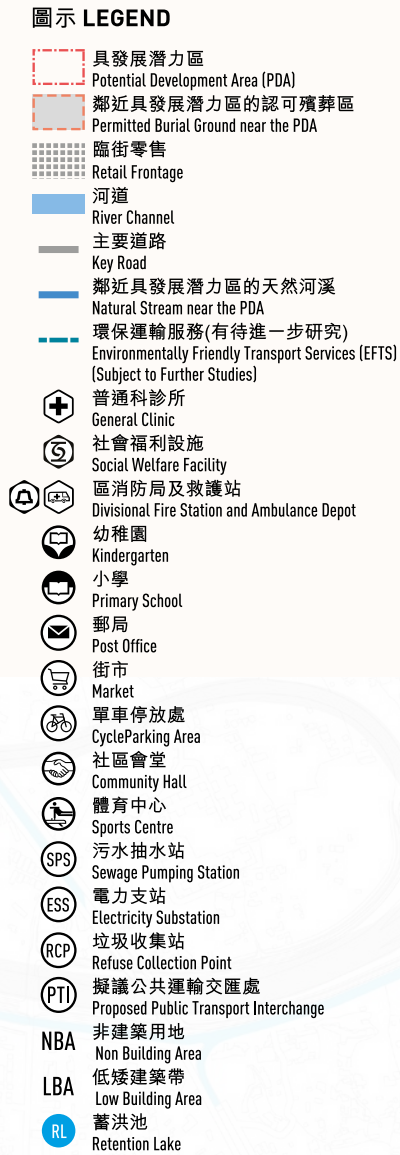 圖示 LEGEND
具發展潛力區
Potential Development Area (PDA)
鄰近具發展潛力區的認可殯葬區
Permitted Burial Ground near the PDA
臨街零售
Retail Frontage
河道
River Channel
主要道路
Key Road
鄰近具發展潛力區的天然河溪
Natural Stream near the PDA
環保運輸服務(有待進一步研究)
Environmentally Friendly Transport Services (EFTS)
(Subject to Further Studies)
普通科診所
General Clinic
社會福利設施
Social Welfare Facility
區消防局及救護站
Divisional Fire Station and Ambulance Depot
幼稚園
Kindergarten
小學
Primary School
郵局
Post Office
街市
Market
單車停放處
CycleParking Area
社區會堂
Community Hall
體育中心
Sports Centre
SPS 污水抽水站
Sewage Pumping Station
ESS 電力支站
Electricity Substation
RCP 垃圾收集站
Refuse Collection Point
PTI 擬議公共運輸交匯處
Proposed Public Transport Interchange
NBA 非建築用地
Non Building Area
LBA 低矮建築帶
Low Building Area
RL 蓄洪池
Retention Lake